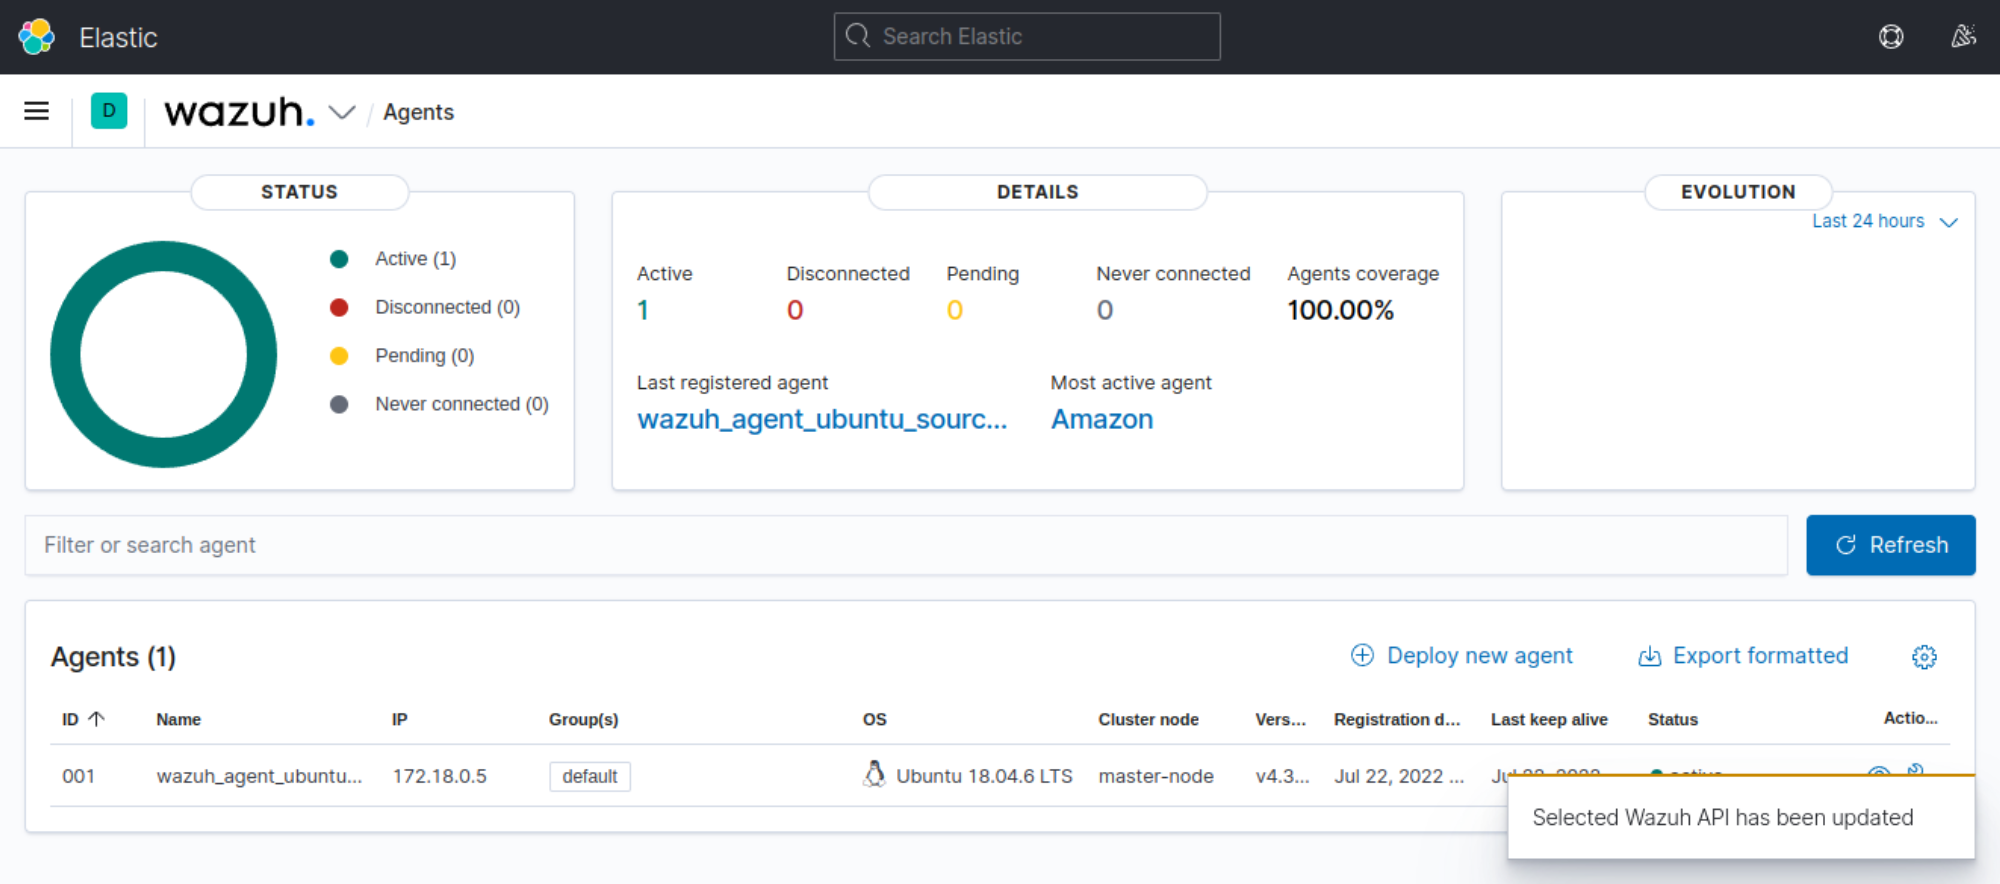 Elastic
Search Elastic
D
wazuh.
/ Agents
STATUS
Active (1)
Disconnected (0)
Pending (0)
Never connected (0)
DETAILS
Active Disconnected Pending Never connected Agents coverage
1 0 0 0 100.00%
Last registered agent Most active agent
wazuh_agent_ubuntu_sourc... Amazon
EVOLUTION
Last 24 hours
Filter or search agent
Refresh
Agents (1)
Deploy new agent
Export formatted
ID Name IP Group(s) OS Cluster node Vers... Registration d... Last keep alive Status Actio...
001 wazuh_agent_ubuntu... 172.18.0.5 default Ubuntu 18.04.6 LTS master-node v4.3... Jul 22, 2022 ...
Selected Wazuh API has been updated